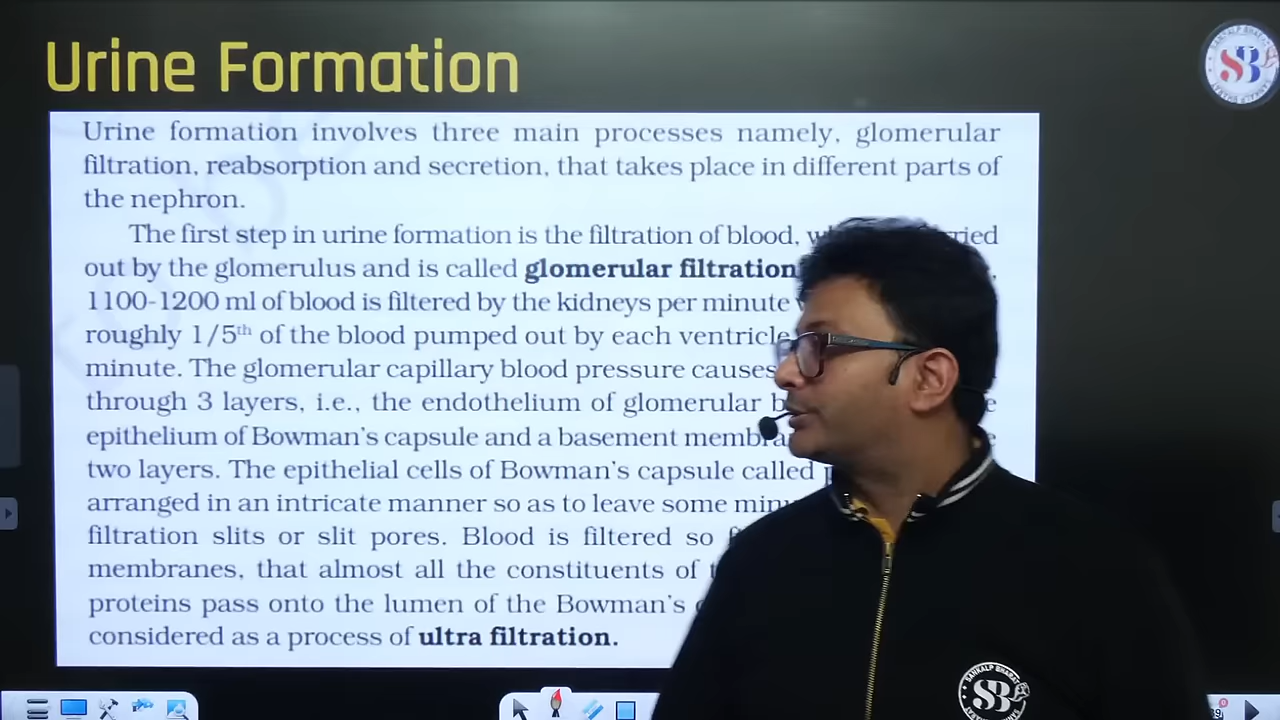 Urine Formation
SANKALP BHARAT
SB
Urine formation involves three main processes namely, glomerular
filtration, reabsorption and secretion, that takes place in different parts of
the nephron.
The first step in urine formation is the filtration of blood,
out by the glomerulus and is called glomerular filtration
1100-1200 ml of blood is filtered by the kidneys per minute
roughly 1/5th of the blood pumped out by each ventricle
minute. The glomerular capillary blood pressure causes
through 3 layers, i.e., the endothelium of glomerular
epithelium of Bowman's capsule and a basement
two layers. The epithelial cells of Bowman's capsule called
arranged in an intricate manner so as to leave some
filtration slits or slit pores. Blood is filtered so
membranes, that almost all the constituents of
proteins pass onto the lumen of the Bowman's
considered as a process of ultra filtration.
SANKALP BHARAT
SB